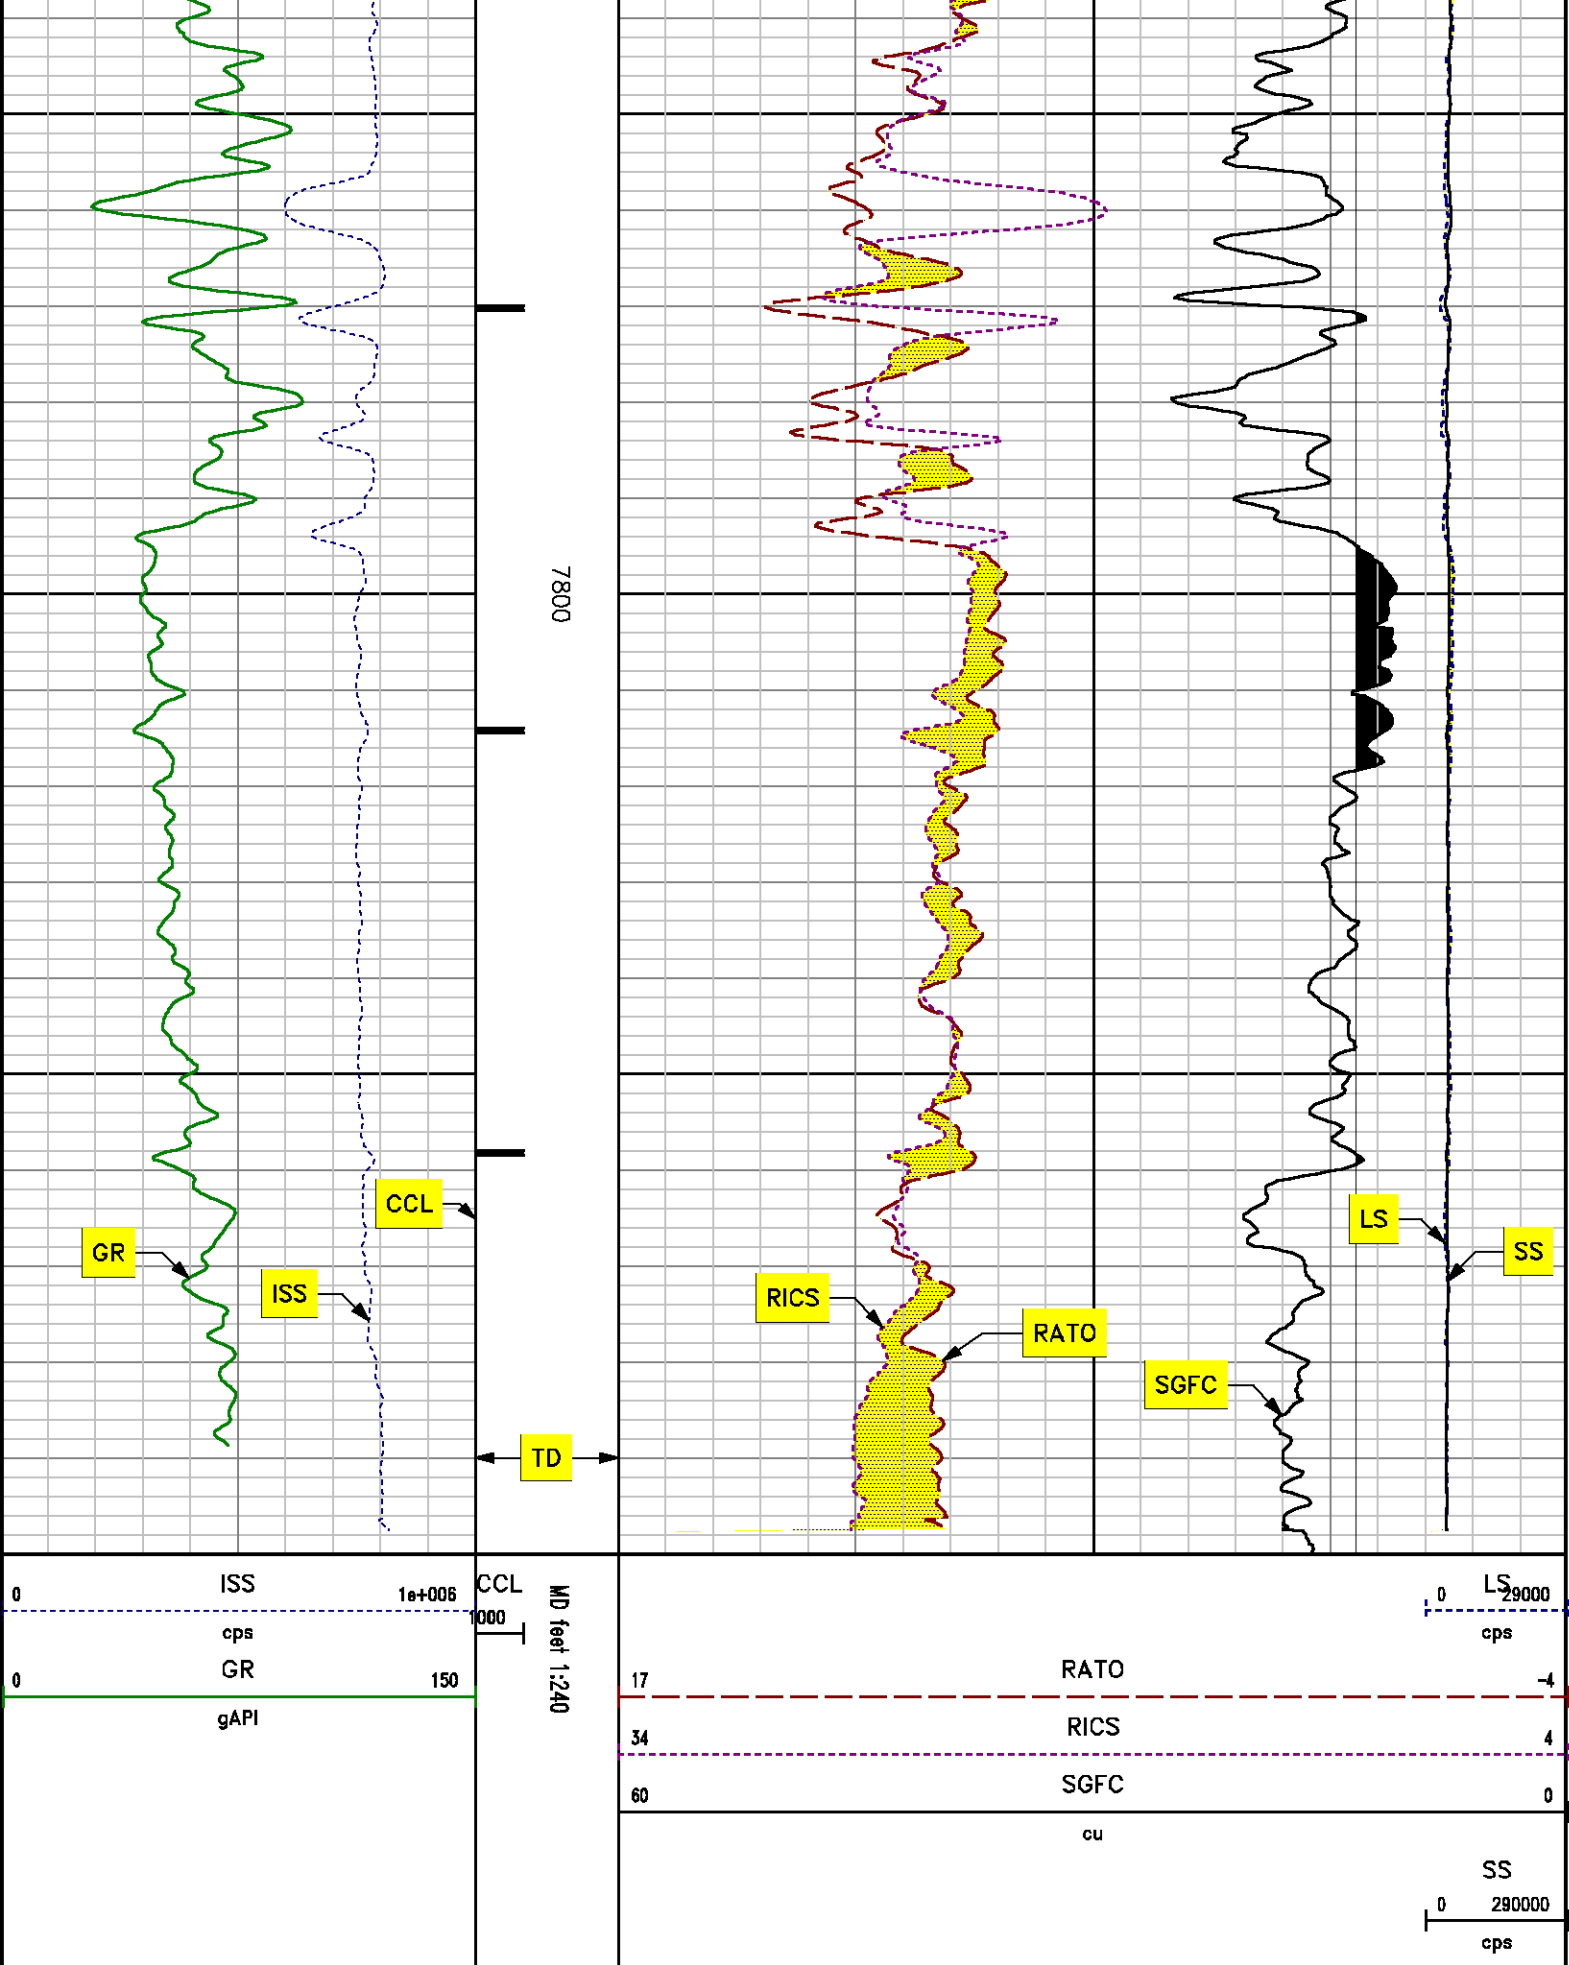 7800
CCL
LS
GR
SS
ISS
RICS
RATO
SGFC
TD
ISS
0 1e+006
cps
GR
0 150
gAPI
CCL
1000
MD feet 1:240
LS
0 29000
cps
RATO
17 -4
RICS
34 4
SGFC
60 0
cu
SS
0 290000
cps